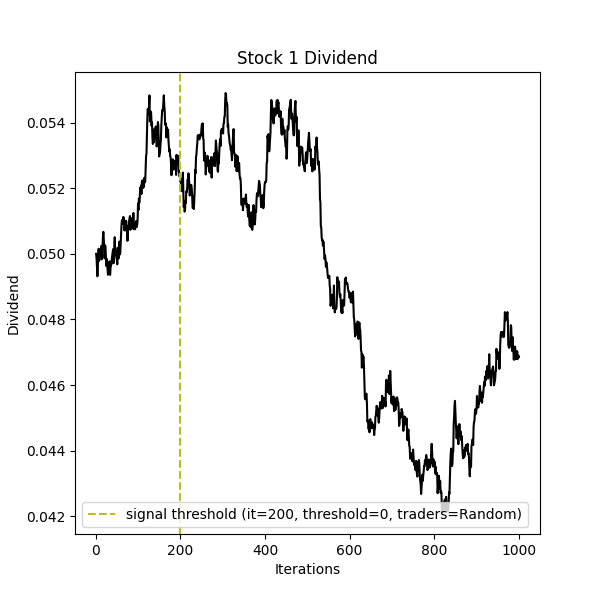 Stock 1 Dividend
0.054
0.052
0.050
0.048
0.046
0.044
0.042
Dividend
signal threshold (it=200, threshold=0, traders=Random)
0 200 400 600 800 1000
Iterations